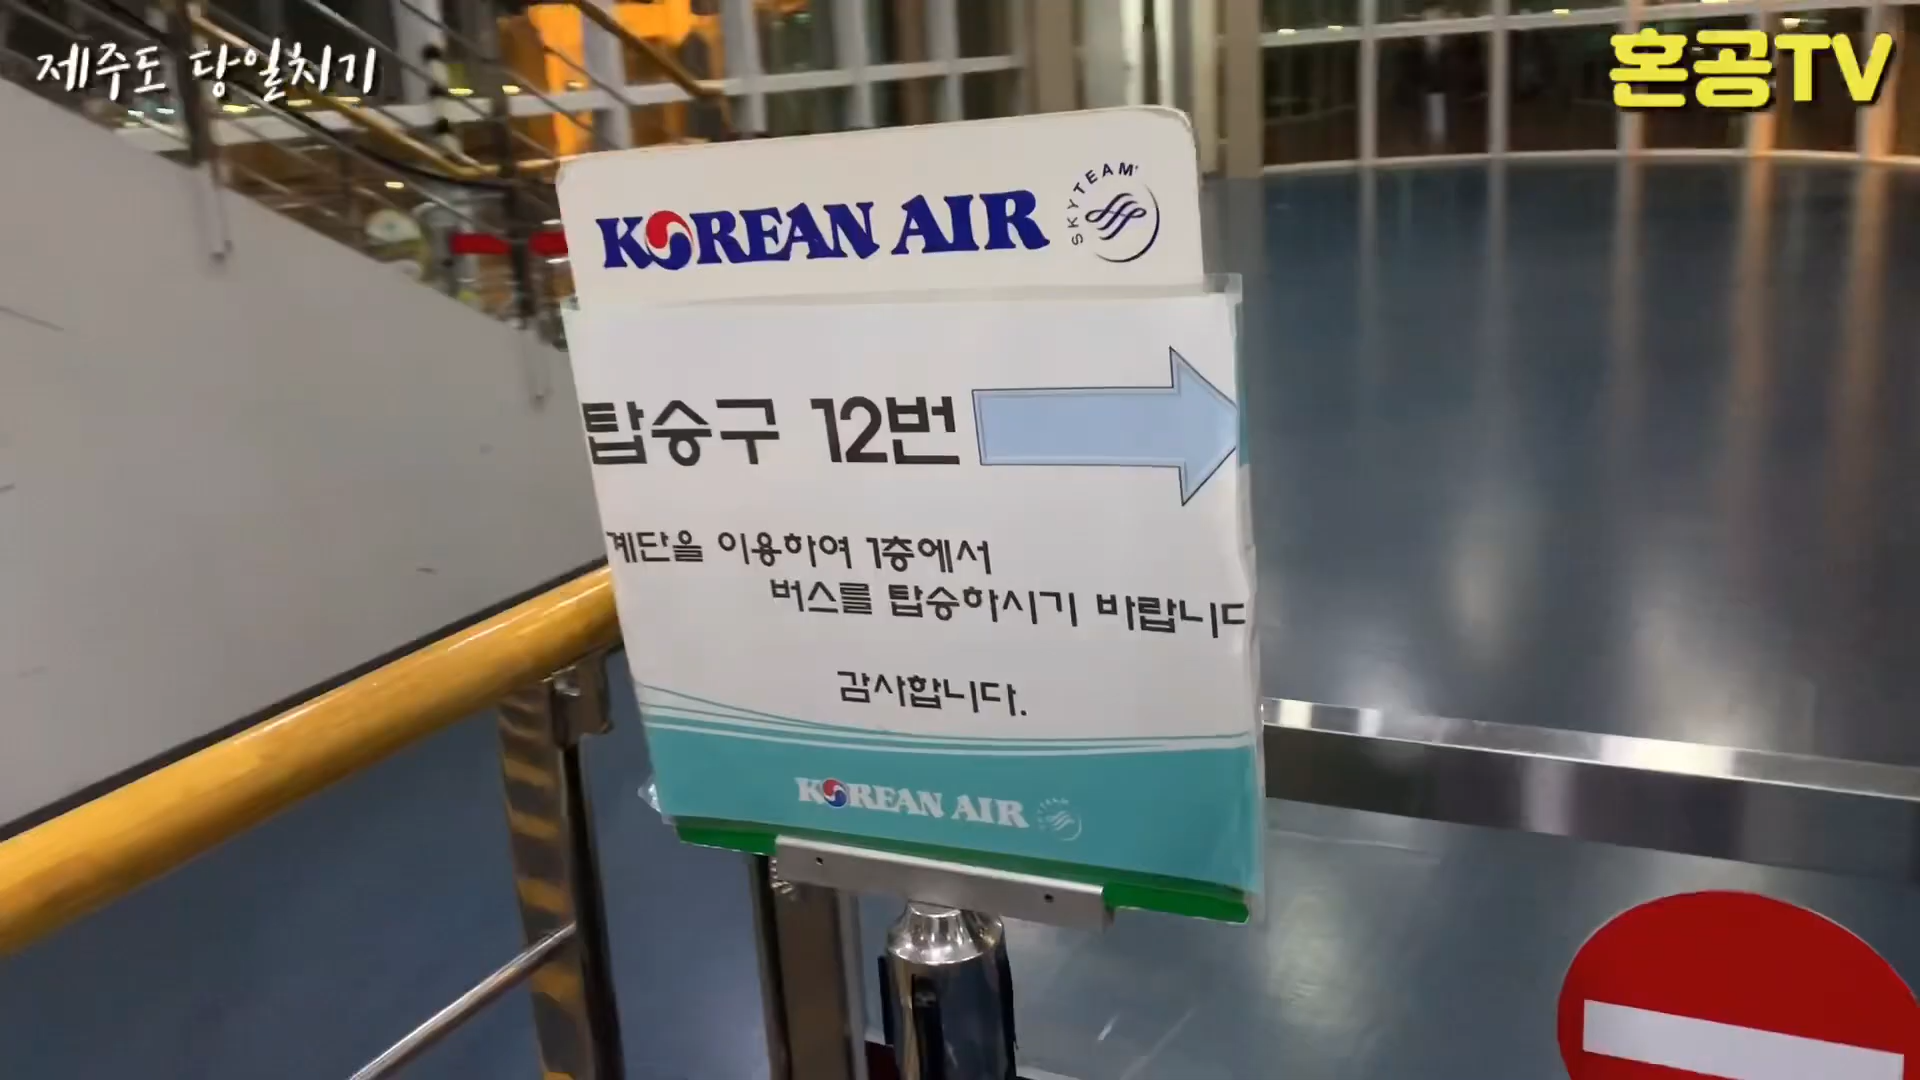 제주도 당일치기
혼공TV
KOREAN AIR
SKYTEAM
탑승구 12번
계단을 이용하여 1층에서
버스를 탑승하시기 바랍니다
감사합니다.
KOREAN AIR